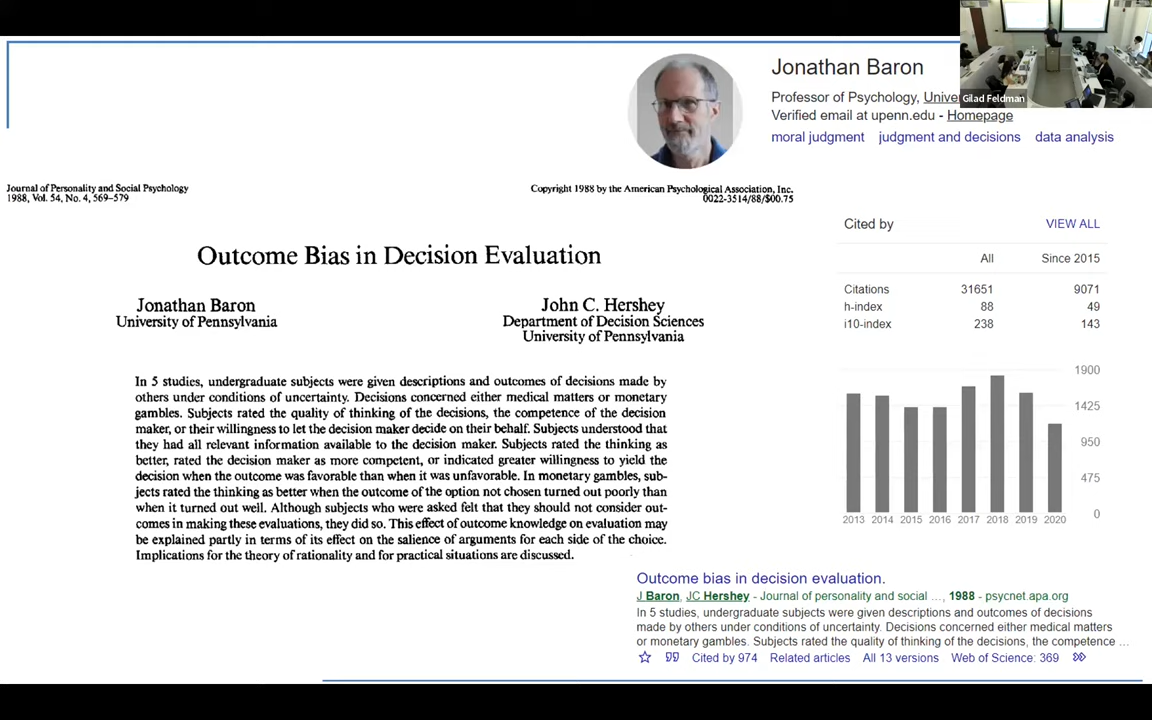 Jonathan Baron
Professor of Psychology, Unive
Verified email at upenn.edu - Homepage
moral judgment judgment and decisions data analysis
Gilad Feldman
Journal of Personality and Social Psychology
1988, Vol. 54, No. 4, 569-579
Copyright 1988 by the American Psychological Association, Inc.
0022-3514/88/$00.75
Outcome Bias in Decision Evaluation
Jonathan Baron
University of Pennsylvania
John C. Hershey
Department of Decision Sciences
University of Pennsylvania
In 5 studies, undergraduate subjects were given descriptions and outcomes of decisions made by
others under conditions of uncertainty. Decisions concerned either medical matters or monetary
gambles. Subjects rated the quality of thinking of the decisions, the competence of the decision
maker, or their willingness to let the decision maker decide on their behalf. Subjects understood that
they had all relevant information available to the decision maker. Subjects rated the thinking as
better, rated the decision maker as more competent, or indicated greater willingness to yield the
decision when the outcome was favorable than when it was unfavorable. In monetary gambles, sub-
jects rated the thinking as better when the outcome of the option not chosen turned out poorly than
when it turned out well. Although subjects who were asked felt that they should not consider out-
comes in making these evaluations, they did so. This effect of outcome knowledge on evaluation may
be explained partly in terms of its effect on the salience of arguments for each side of the choice.
Implications for the theory of rationality and for practical situations are discussed.
Cited by VIEW ALL
All Since 2015
Citations 31651 9071
h-index 88 49
i10-index 238 143
1900
1425
950
475
0
2013 2014 2015 2016 2017 2018 2019 2020
Outcome bias in decision evaluation.
J Baron, JC Hershey - Journal of personality and social ..., 1988 - psycnet.apa.org
In 5 studies, undergraduate subjects were given descriptions and outcomes of decisions
made by others under conditions of uncertainty. Decisions concerned either medical matters
or monetary gambles. Subjects rated the quality of thinking of the decisions, the competence ...
Cited by 974 Related articles All 13 versions Web of Science: 369